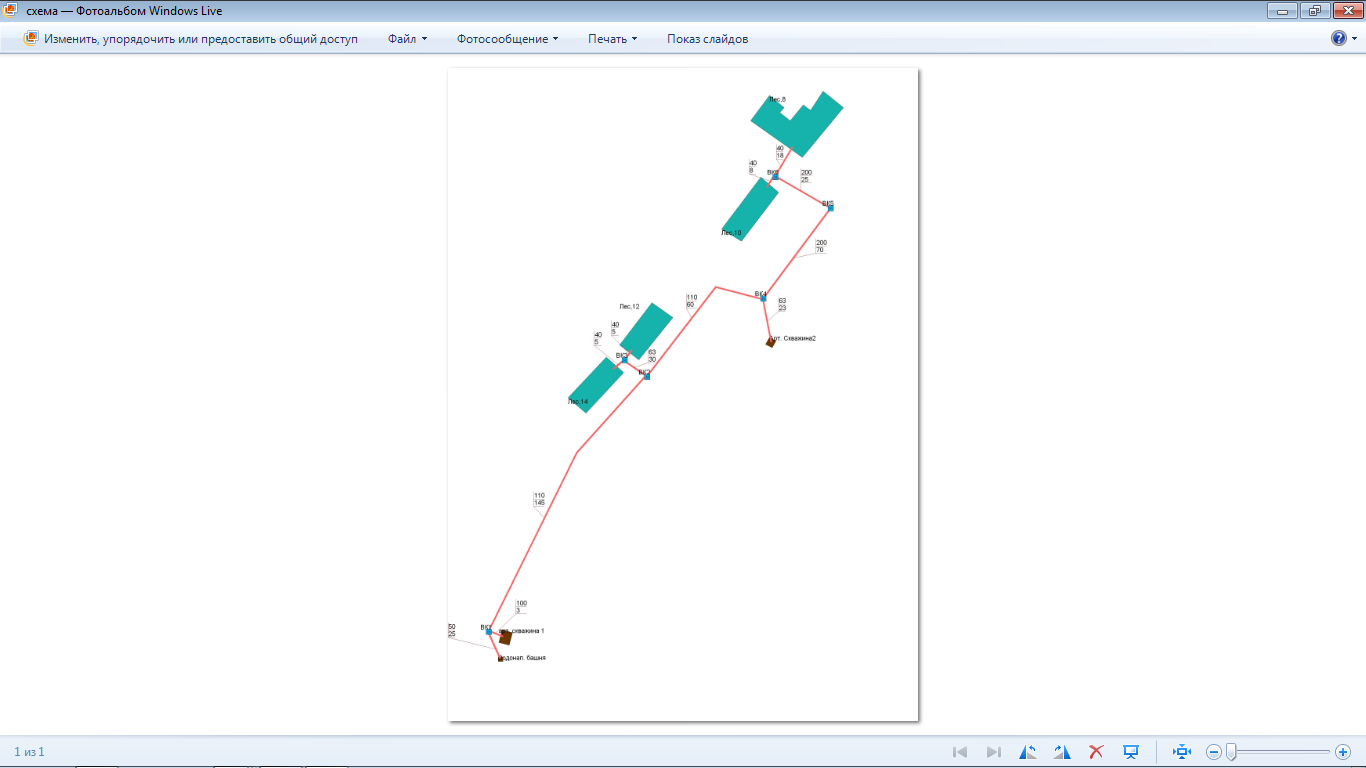 схема — Фотоальбом Windows Live
Изменить, упорядочить или предоставить общий доступ
Файл
Фотосообщение
Печать
Показ слайдов
Лес,8
40
18
40
8
200
25
ВК5
Лес,10
200
70
ВК4
110
60
63
23
Скважина2
Лес,12
40
5
40
5
ВК3
63
30
ВК2
Лес,14
110
145
100
3
50
25
ВК1
скважина 1
Водонап. башня
1 из 1